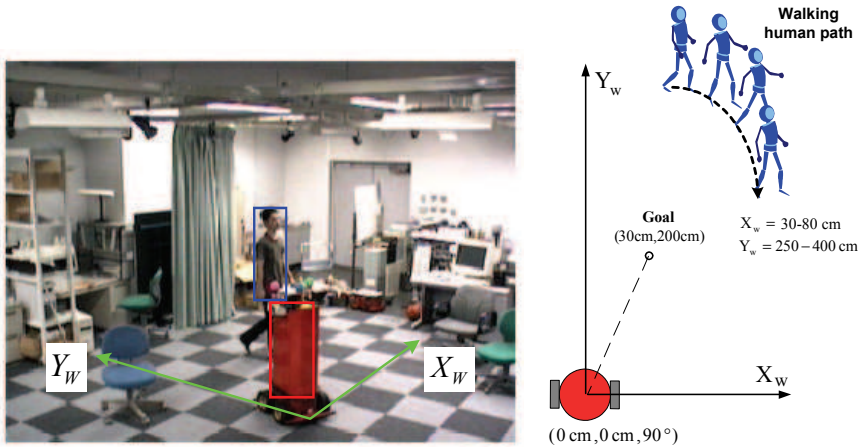 Y_W
X_W
Walking
human path
Y_w
Goal
(30cm,200cm)
X_w = 30-80 cm
Y_w = 250−400 cm
X_w
(0 cm,0 cm,90°)